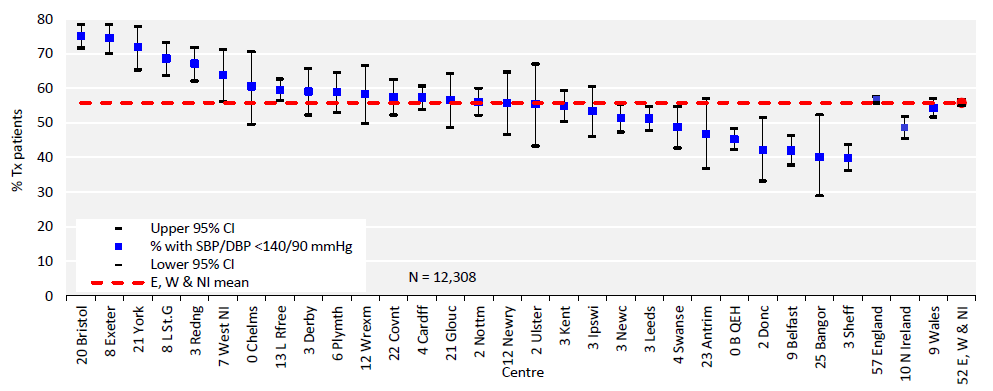 80
70
60
50
40
30
20
10
0
% Tx patients
Upper 95% CI
% with SBP/DBP <140/90 mmHg
Lower 95% CI
E, W & NI mean
N = 12,308
20 Bristol
8 Exeter
21 York
8 L St.G
3 Redng
7 West NI
0 Chelms
13 L Rfree
3 Derby
6 Plymth
12 Wrexm
22 Covnt
4 Cardff
21 Glouc
2 Nottm
12 Newry
2 Ulster
3 Kent
3 Ipswi
3 Newc
3 Leeds
4 Swanse
23 Antrim
0 B QEH
2 Donc
9 Belfast
25 Bangor
3 Sheff
57 England
10 N Ireland
9 Wales
52 E, W & NI
Centre